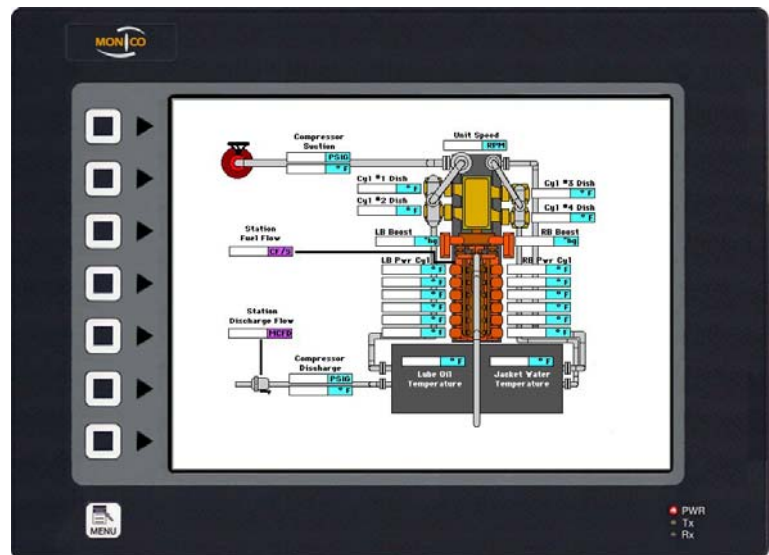 MONICO
Compressor
Suction
PSIG
° F
Unit Speed
RPM
Cyl #1 Dish
° F
Cyl #2 Dish
° F
Cyl #3 Dish
° F
Cyl #4 Dish
° F
Station
Fuel Flow
CF/S
LB Boost
"hg
RB Boost
"hg
LB Pwr Cyl
° F
° F
° F
° F
° F
° F
RB Pwr Cyl
° F
° F
° F
° F
° F
° F
Station
Discharge Flow
MCFD
Compressor
Discharge
PSIG
° F
° F
Lube Oil
Temperature
° F
Jacket Water
Temperature
MENU
PWR
Tx
Rx